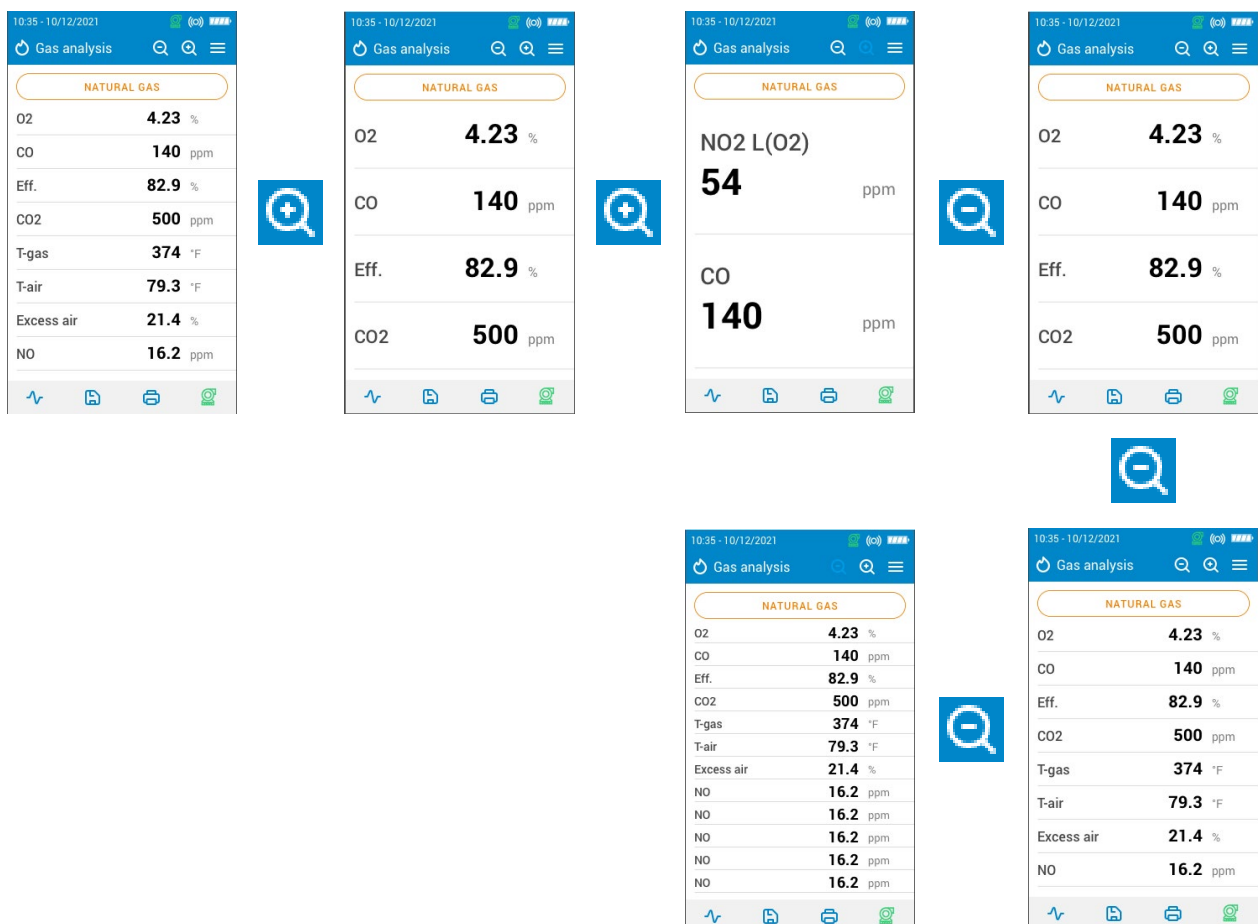 10:35 - 10/12/2021
Gas analysis
NATURAL GAS
O2 4.23 %
CO 140 ppm
Eff. 82.9 %
CO2 500 ppm
T-gas 374 °F
T-air 79.3 °F
Excess air 21.4 %
NO 16.2 ppm
10:35 - 10/12/2021
Gas analysis
NATURAL GAS
O2 4.23 %
CO 140 ppm
Eff. 82.9 %
CO2 500 ppm
10:35 - 10/12/2021
Gas analysis
NATURAL GAS
NO2 L(O2)
54 ppm
CO
140 ppm
10:35 - 10/12/2021
Gas analysis
NATURAL GAS
O2 4.23 %
CO 140 ppm
Eff. 82.9 %
CO2 500 ppm
10:35 - 10/12/2021
Gas analysis
NATURAL GAS
O2 4.23 %
CO 140 ppm
Eff. 82.9 %
CO2 500 ppm
T-gas 374 °F
T-air 79.3 °F
Excess air 21.4 %
NO 16.2 ppm
NO 16.2 ppm
NO 16.2 ppm
NO 16.2 ppm
NO 16.2 ppm
10:35 - 10/12/2021
Gas analysis
NATURAL GAS
O2 4.23 %
CO 140 ppm
Eff. 82.9 %
CO2 500 ppm
T-gas 374 °F
T-air 79.3 °F
Excess air 21.4 %
NO 16.2 ppm